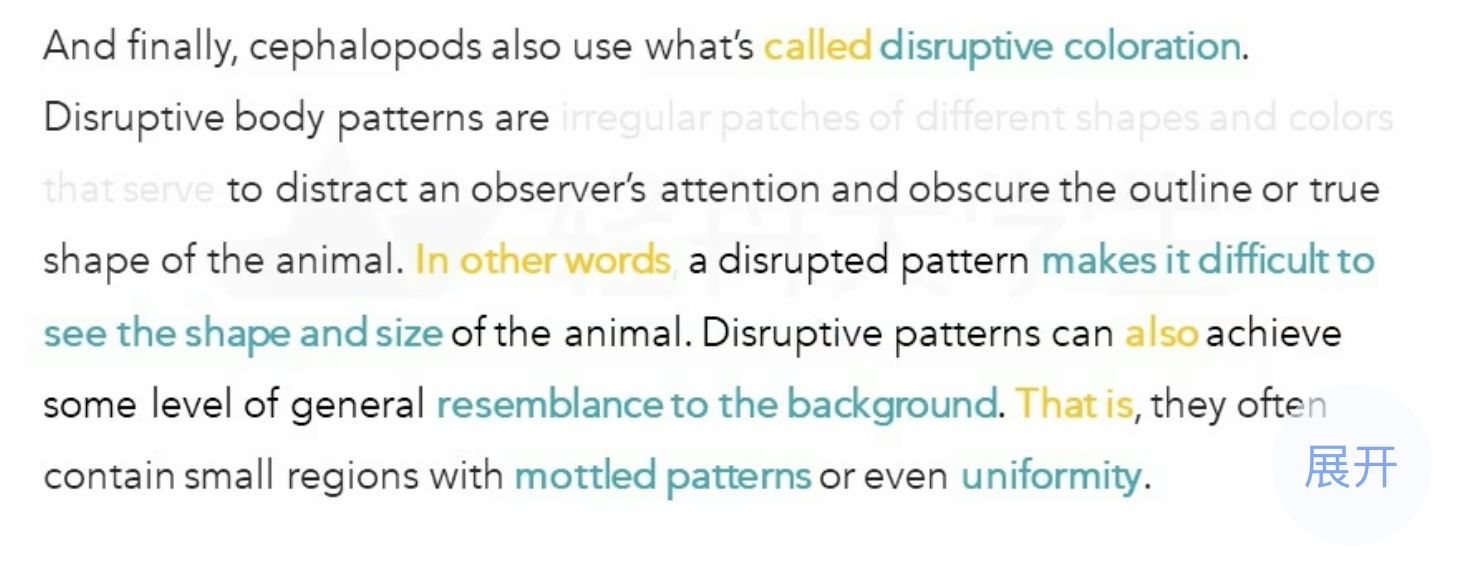 And finally, cephalopods also use what's called disruptive coloration.
Disruptive body patterns are irregular patches of different shapes and colors
that serve to distract an observer's attention and obscure the outline or true
shape of the animal. In other words, a disrupted pattern makes it difficult to
see the shape and size of the animal. Disruptive patterns can also achieve
some level of general resemblance to the background. That is, they often
contain small regions with mottled patterns or even uniformity.
展开